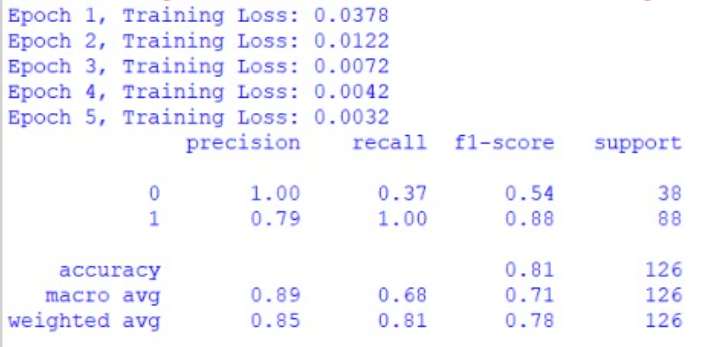 Epoch 1, Training Loss: 0.0378
Epoch 2, Training Loss: 0.0122
Epoch 3, Training Loss: 0.0072
Epoch 4, Training Loss: 0.0042
Epoch 5, Training Loss: 0.0032
precision recall f1-score support
0 1.00 0.37 0.54 38
1 0.79 1.00 0.88 88
accuracy 0.81 126
macro avg 0.89 0.68 0.71 126
weighted avg 0.85 0.81 0.78 126